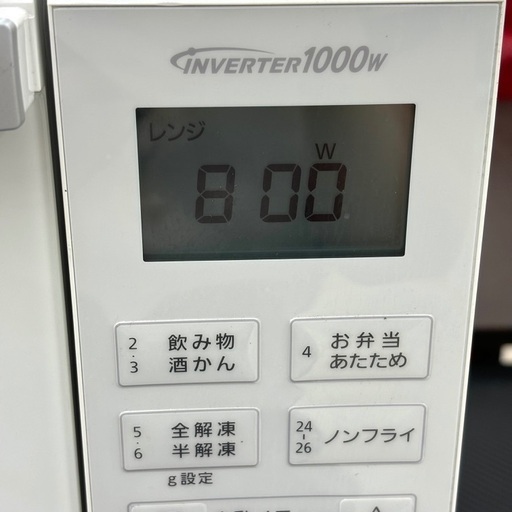 INVERTER1000W
レンジ
W
800
2・3 飲み物
酒かん
4 お弁当
あたため
5・6 全解凍
半解凍
24-26 ノンフライ
g設定